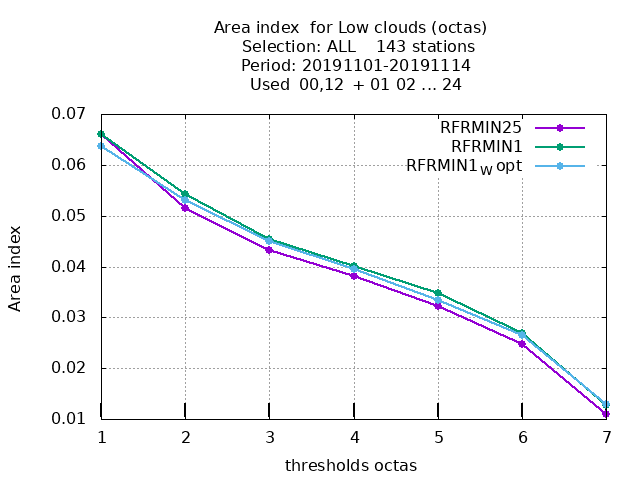 Area index  for Low clouds (octas)
Selection: ALL    143 stations
Period: 20191101-20191114
Used  00,12  + 01 02 ... 24
0.07
0.06
0.05
0.04
0.03
0.02
0.01
Area index
RFRMIN25
RFRMIN1
RFRMIN1W opt
1 2 3 4 5 6 7
thresholds octas